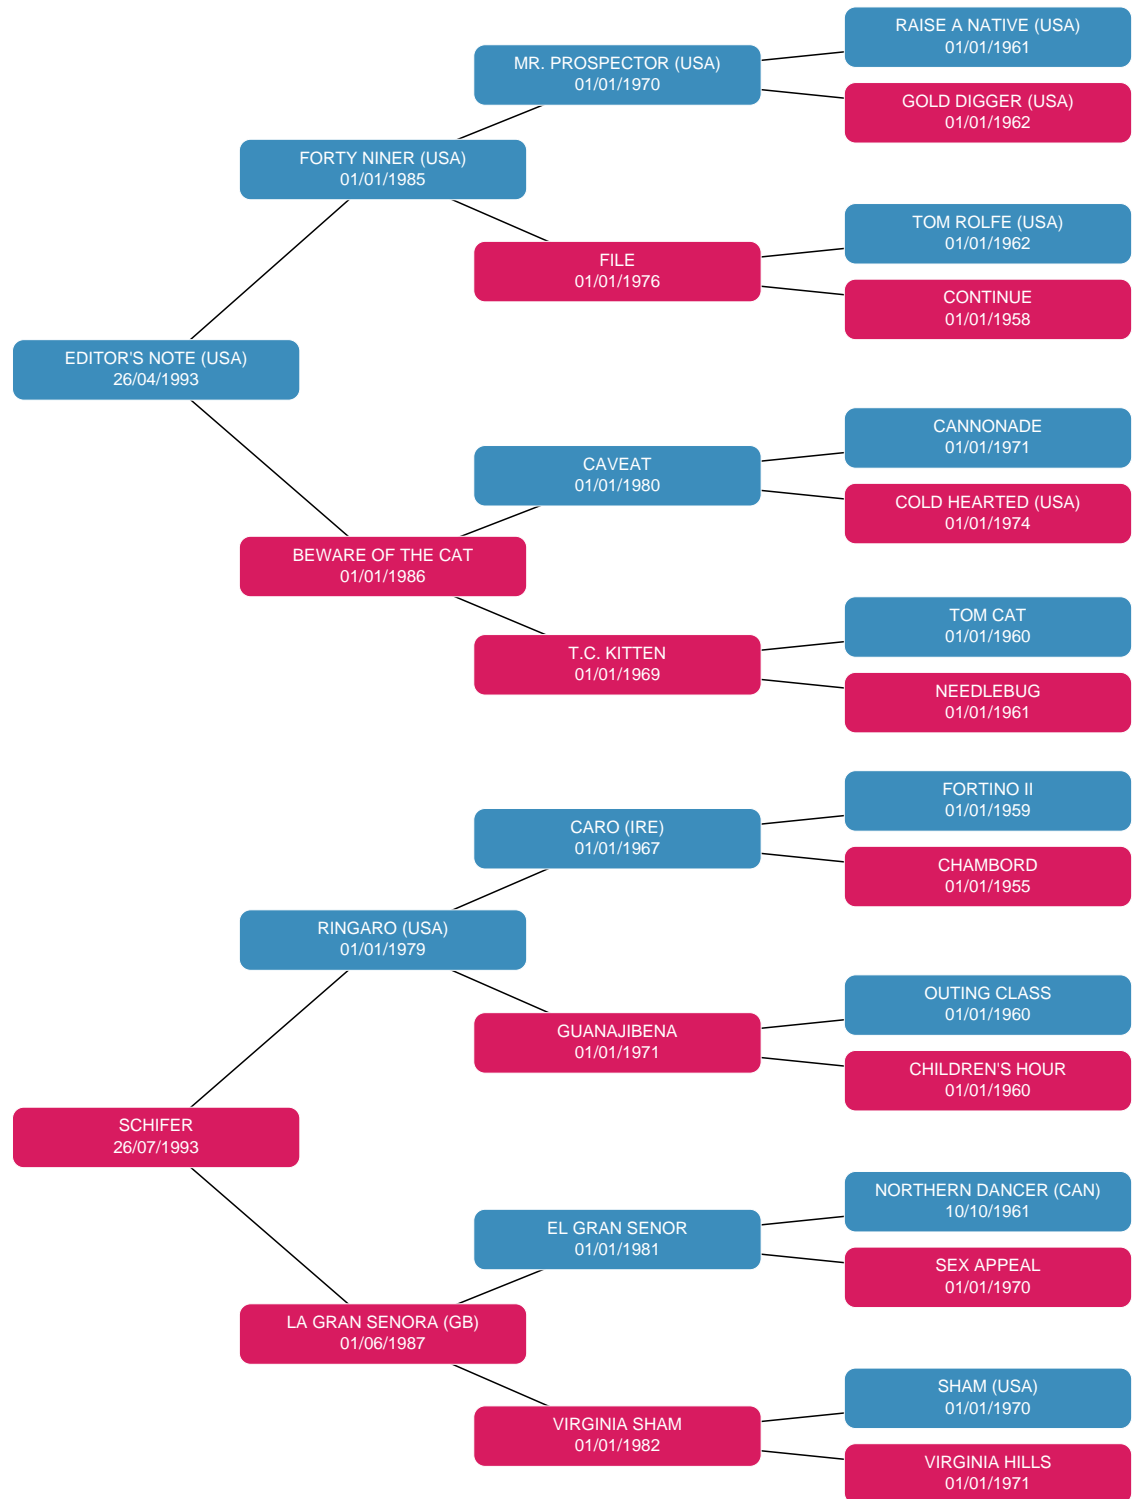 RAISE A NATIVE (USA)
01/01/1961
MR. PROSPECTOR (USA)
01/01/1970
GOLD DIGGER (USA)
01/01/1962
FORTY NINER (USA)
01/01/1985
TOM ROLFE (USA)
01/01/1962
FILE
01/01/1976
CONTINUE
01/01/1958
EDITOR'S NOTE (USA)
26/04/1993
CANNONADE
01/01/1971
CAVEAT
01/01/1980
COLD HEARTED (USA)
01/01/1974
BEWARE OF THE CAT
01/01/1986
TOM CAT
01/01/1960
T.C. KITTEN
01/01/1969
NEEDLEBUG
01/01/1961
FORTINO II
01/01/1959
CARO (IRE)
01/01/1967
CHAMBORD
01/01/1955
RINGARO (USA)
01/01/1979
OUTING CLASS
01/01/1960
GUANAJIBENA
01/01/1971
CHILDREN'S HOUR
01/01/1960
SCHIFER
26/07/1993
NORTHERN DANCER (CAN)
10/10/1961
EL GRAN SENOR
01/01/1981
SEX APPEAL
01/01/1970
LA GRAN SENORA (GB)
01/06/1987
SHAM (USA)
01/01/1970
VIRGINIA SHAM
01/01/1982
VIRGINIA HILLS
01/01/1971